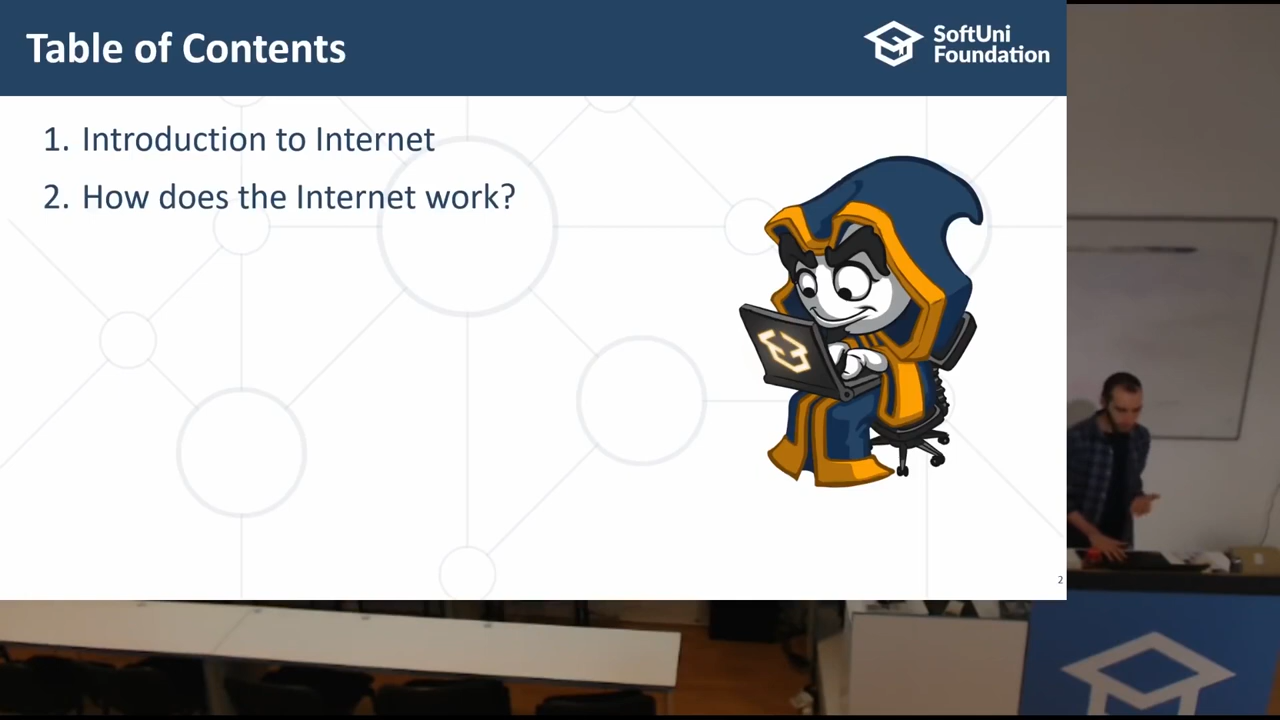 Table of Contents
SoftUni
Foundation
1. Introduction to Internet
2. How does the Internet work?
2